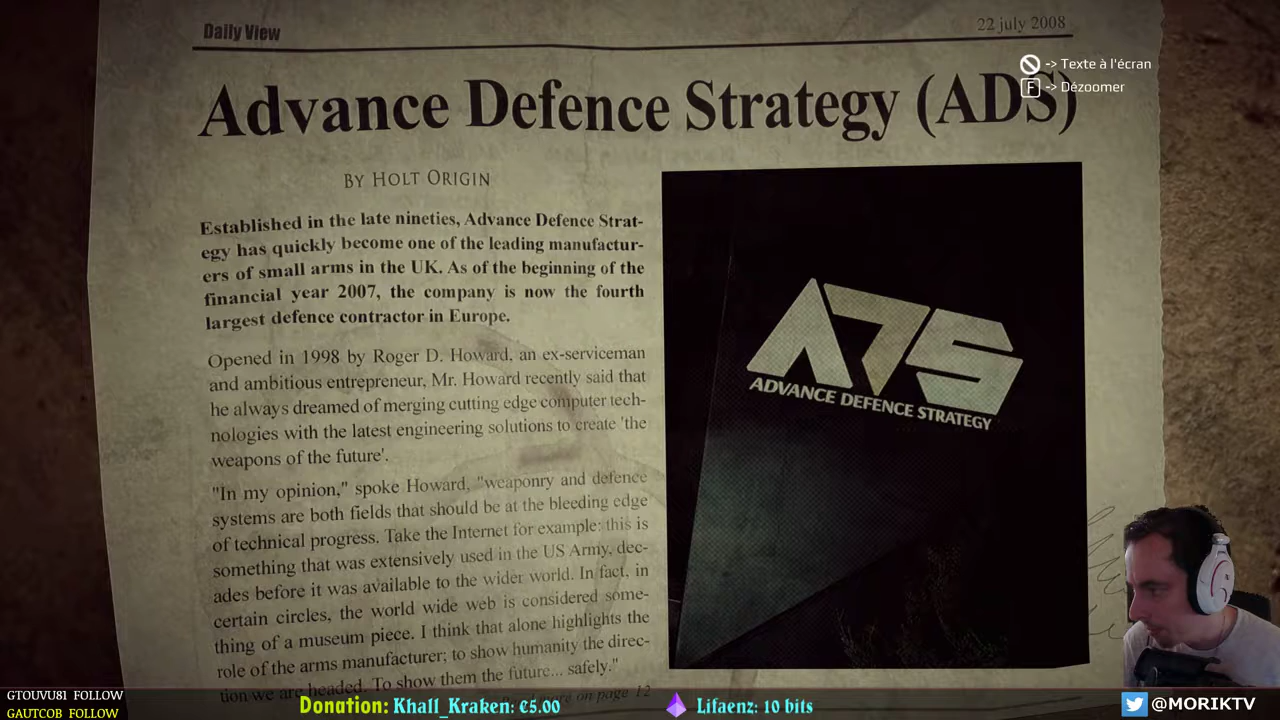 Daily View
22 july 2008
-> Texte à l'écran
F -> Dézoomer
Advance Defence Strategy (ADS)
BY HOLT ORIGIN
Established in the late nineties, Advance Defence Strat-
egy has quickly become one of the leading manufactur-
ers of small arms in the UK. As of the beginning of the
financial year 2007, the company is now the fourth
largest defence contractor in Europe.
Opened in 1998 by Roger D. Howard, an ex-serviceman
and ambitious entrepreneur, Mr. Howard recently said that
he always dreamed of merging cutting edge computer tech-
nologies with the latest engineering solutions to create 'the
weapons of the future'.
"In my opinion," spoke Howard, "weaponry and defence
systems are both fields that should be at the bleeding edge
of technical progress. Take the Internet for example: this is
something that was extensively used in the US Army, dec-
ades before it was available to the wider world. In fact, in
certain circles, the world wide web is considered some-
thing of a museum piece. I think that alone highlights the
role of the arms manufacturer; to show humanity the direc-
tion we are headed. To show them the future... safely."
more on page 12
ADVANCE DEFENCE STRATEGY
GTOUVU81 FOLLOW
GAUTCOB FOLLOW
Donation: Khall_Kraken: €5.00
Lifaenz: 10 bits
@MORIKTV